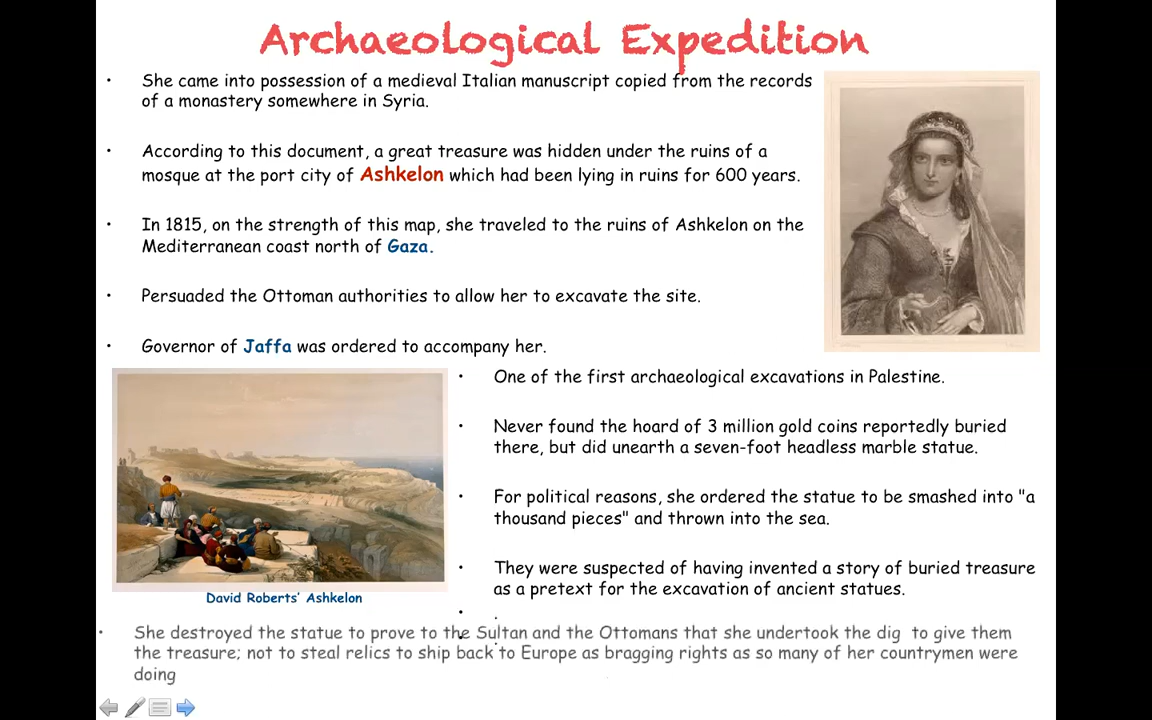 Archaeological Expedition
• She came into possession of a medieval Italian manuscript copied from the records
of a monastery somewhere in Syria.
• According to this document, a great treasure was hidden under the ruins of a
mosque at the port city of Ashkelon which had been lying in ruins for 600 years.
• In 1815, on the strength of this map, she traveled to the ruins of Ashkelon on the
Mediterranean coast north of Gaza.
• Persuaded the Ottoman authorities to allow her to excavate the site.
• Governor of Jaffa was ordered to accompany her.
• One of the first archaeological excavations in Palestine.
• Never found the hoard of 3 million gold coins reportedly buried
there, but did unearth a seven-foot headless marble statue.
• For political reasons, she ordered the statue to be smashed into "a
thousand pieces" and thrown into the sea.
• They were suspected of having invented a story of buried treasure
as a pretext for the excavation of ancient statues.
David Roberts' Ashkelon
• She destroyed the statue to prove to the Sultan and the Ottomans that she undertook the dig to give them
the treasure; not to steal relics to ship back to Europe as bragging rights as so many of her countrymen were
doing